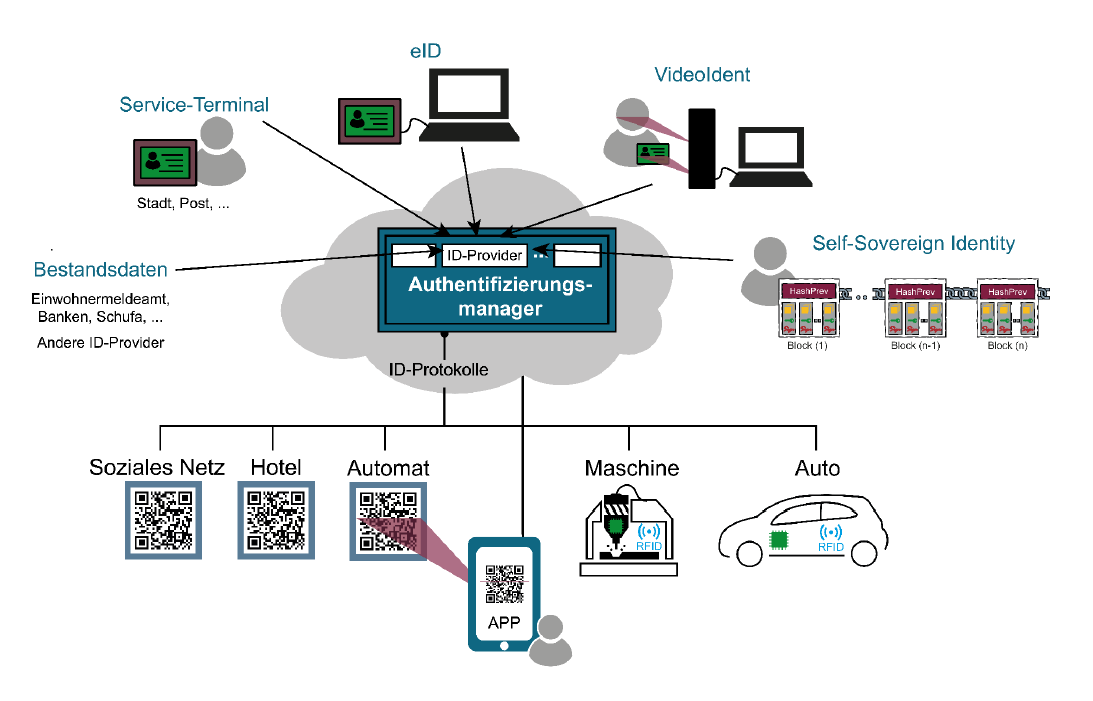 eID
VideoIdent
Service-Terminal
Stadt, Post, ...
Self-Sovereign Identity
HashPrev
HashPrev
HashPrev
..
Block (1)
Block (n-1)
Block (n)
Bestandsdaten
Einwohnermeldeamt,
Banken, Schufa, ...
Andere ID-Provider
ID-Provider
...
Authentifizierungs-
manager
ID-Protokolle
Soziales Netz
Hotel
Automat
Maschine
Auto
RFID
RFID
APP